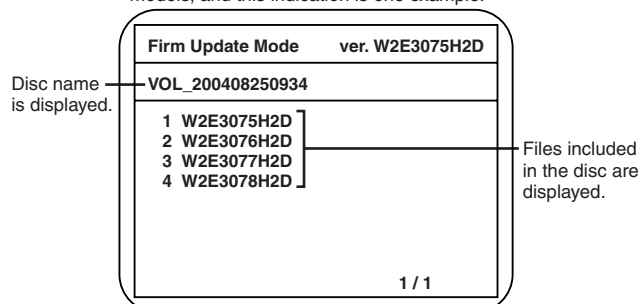 models, and this indication is one example.
Firm Update Mode ver. W2E3075H2D
Disc name
is displayed.
VOL_200408250934
1 W2E3075H2D
2 W2E3076H2D
3 W2E3077H2D
4 W2E3078H2D
Files included
in the disc are
displayed.
1 / 1